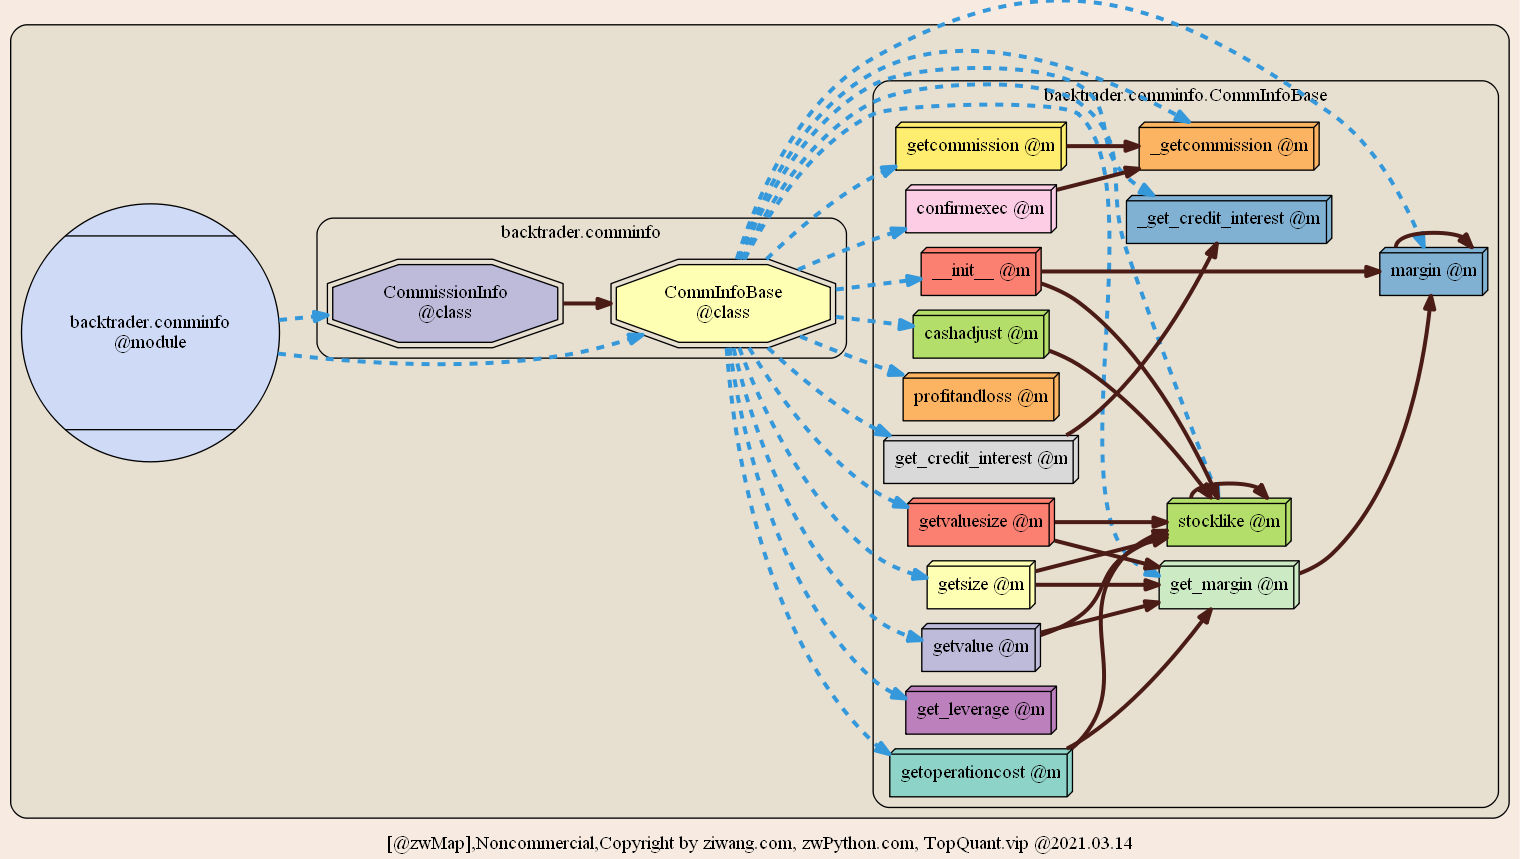 backtrader.comminfo.CommInfoBase
getcommission @m
_getcommission @m
confirmexec @m
_get_credit_interest @m
backtrader.comminfo
__init__ @m
margin @m
CommissionInfo
@class
CommInfoBase
@class
backtrader.comminfo
@module
cashadjust @m
profitandloss @m
get_credit_interest @m
getvaluesize @m
stocklike @m
getsize @m
get_margin @m
getvalue @m
get_leverage @m
getoperationcost @m
[@zwMap],Noncommercial,Copyright by ziwang.com, zwPython.com, TopQuant.vip @2021.03.14